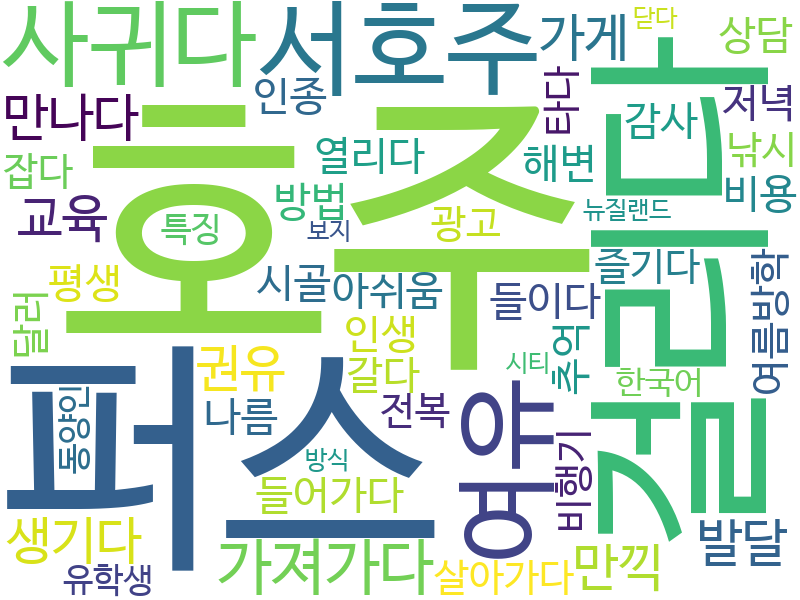 닫다
사귀다
서호주
가게
상담
만나다
인종
타다
감사
저녁
호주
걸리다
잡다
열리다
해변
낚시
교육
방법
비용
특징
광고
뉴질랜드
보지
평생
시골
아쉬움
들이다
즐기다
여름방학
달러
인생
추억
퍼스
권유
갈다
시티
한국어
동양인
나름
전복
여유
방식
비행기
들어가다
생기다
발달
유학생
가져가다
살아가다
만끽